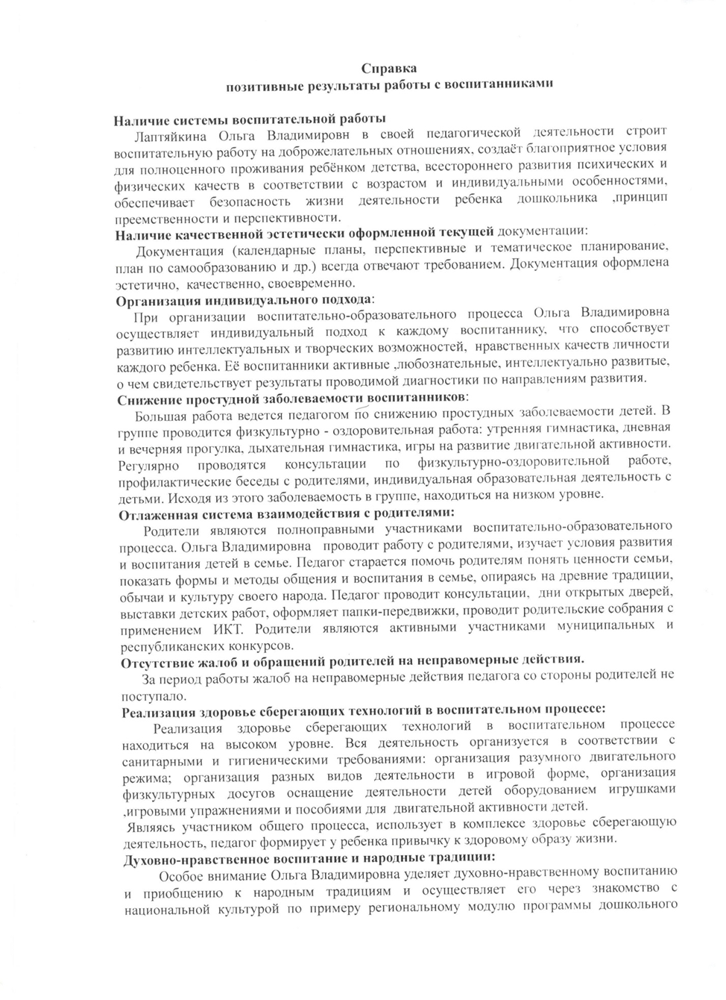 Справка
позитивные результаты работы с воспитанниками
Наличие системы воспитательной работы
Лаптяйкина Ольга Владимировн в своей педагогической деятельности строит
воспитательную работу на доброжелательных отношениях, создаёт благоприятное условия
для полноценного проживания ребёнком детства, всестороннего развития психических и
физических качеств в соответствии с возрастом и индивидуальными особенностями,
обеспечивает безопасность жизни деятельности ребенка дошкольника ,принцип
преемственности и перспективности.
Наличие качественной эстетически оформленной текущей документации:
Документация (календарные планы, перспективные и тематическое планирование,
план по самообразованию и др.) всегда отвечают требованием. Документация оформлена
эстетично, качественно, своевременно.
Организация индивидуального подхода:
При организации воспитательно-образовательного процесса Ольга Владимировна
осуществляет индивидуальный подход к каждому воспитаннику, что способствует
развитию интеллектуальных и творческих возможностей, нравственных качеств личности
каждого ребенка. Её воспитанники активные ,любознательные, интеллектуально развитые,
о чем свидетельствует результаты проводимой диагностики по направлениям развития.
Снижение простудной заболеваемости воспитанников:
Большая работа ведется педагогом по снижению простудных заболеваемости детей. В
группе проводится физкультурно - оздоровительная работа: утренняя гимнастика, дневная
и вечерняя прогулка, дыхательная гимнастика, игры на развитие двигательной активности.
Регулярно проводятся консультации по физкультурно-оздоровительной работе,
профилактические беседы с родителями, индивидуальная образовательная деятельность с
детьми. Исходя из этого заболеваемость в группе, находиться на низком уровне.
Отлаженная система взаимодействия с родителями:
Родители являются полноправными участниками воспитательно-образовательного
процесса. Ольга Владимировна проводит работу с родителями, изучает условия развития
и воспитания детей в семье. Педагог старается помочь родителям понять ценности семьи,
показать формы и методы общения и воспитания в семье, опираясь на древние традиции,
обычаи и культуру своего народа. Педагог проводит консультации, дни открытых дверей,
выставки детских работ, оформляет папки-передвижки, проводит родительские собрания с
применением ИКТ. Родители являются активными участниками муниципальных и
республиканских конкурсов.
Отсутствие жалоб и обращений родителей на неправомерные действия.
За период работы жалоб на неправомерные действия педагога со стороны родителей не
поступало.
Реализация здоровье сберегающих технологий в воспитательном процессе:
Реализация здоровье сберегающих технологий в воспитательном процессе
находиться на высоком уровне. Вся деятельность организуется в соответствии с
санитарными и гигиеническими требованиями: организация разумного двигательного
режима; организация разных видов деятельности в игровой форме, организация
физкультурных досугов оснащение деятельности детей оборудованием игрушками
,игровыми упражнениями и пособиями для двигательной активности детей.
Являясь участником общего процесса, использует в комплексе здоровье сберегающую
деятельность, педагог формирует у ребенка привычку к здоровому образу жизни.
Духовно-нравственное воспитание и народные традиции:
Особое внимание Ольга Владимировна уделяет духовно-нравственному воспитанию
и приобщению к народным традициям и осуществляет его через знакомство с
национальной культурой по примеру региональному модулю программы дошкольного